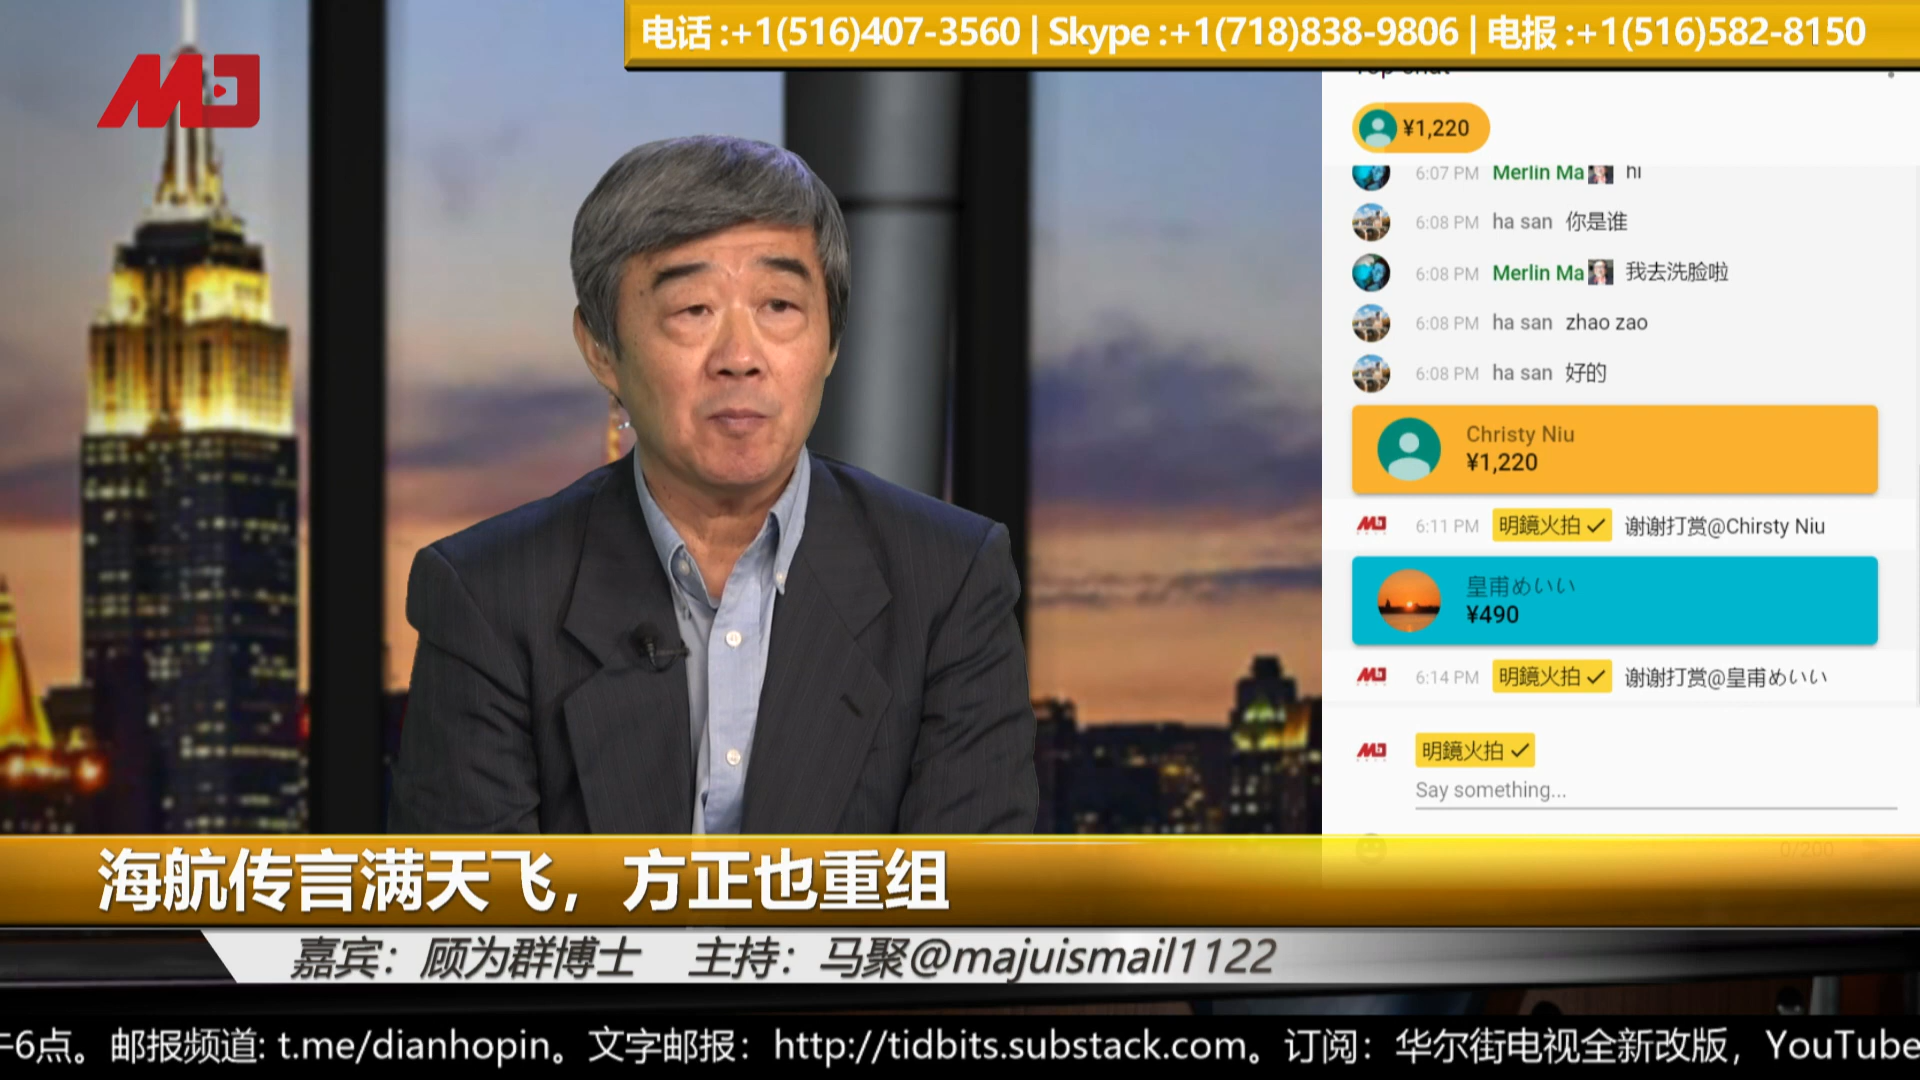 电话 :+1(516)407-3560 | Skype :+1(718)838-9806 | 电报 :+1(516)582-8150
MJ
¥1,220
6:07 PM Merlin Ma hi
6:08 PM ha san 你是谁
6:08 PM Merlin Ma 我去洗脸啦
6:08 PM ha san zhao zao
6:08 PM ha san 好的
Christy Niu
¥1,220
6:11 PM 明鏡火拍 ✓ 谢谢打赏@Chirsty Niu
皇甫めいい
¥490
6:14 PM 明鏡火拍 ✓ 谢谢打赏@皇甫めいい
明鏡火拍 ✓
Say something...
0/200
海航传言满天飞，方正也重组
嘉宾：顾为群博士 主持：马聚@majuismail1122
6点。邮报频道: t.me/dianhopin。文字邮报：http://tidbits.substack.com。订阅：华尔街电视全新改版，YouTube